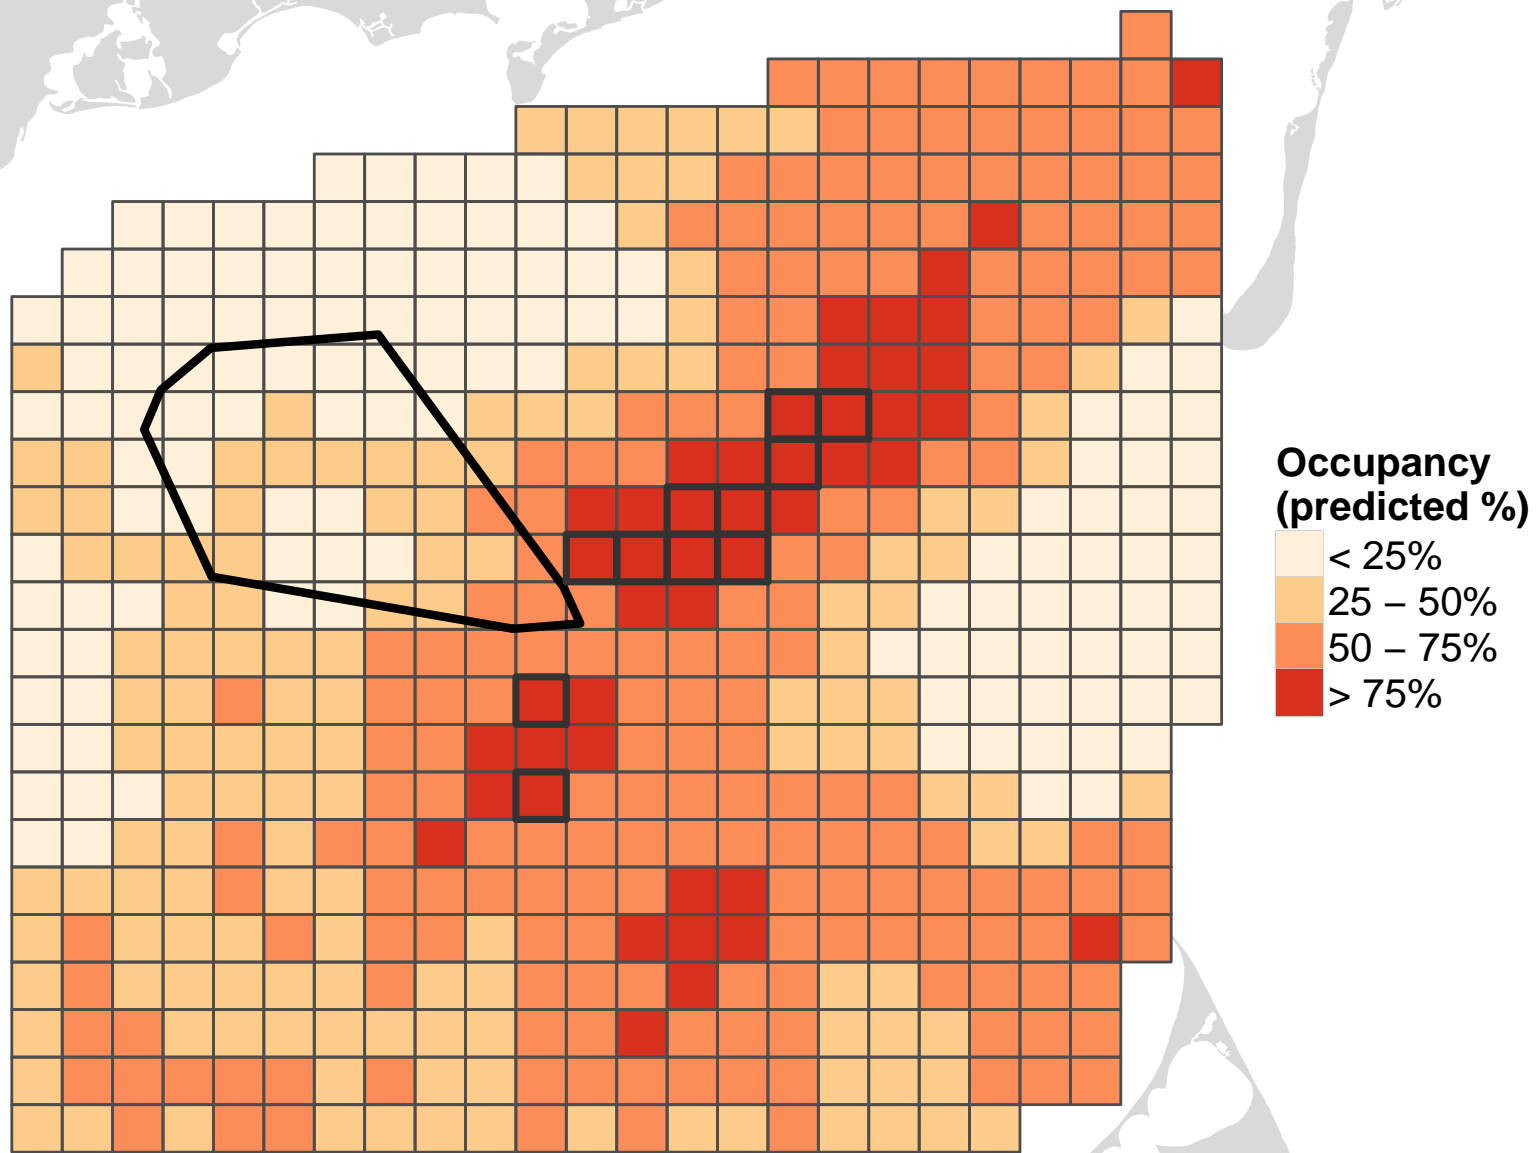 Occupancy
(predicted %)
< 25%
25 – 50%
50 – 75%
> 75%